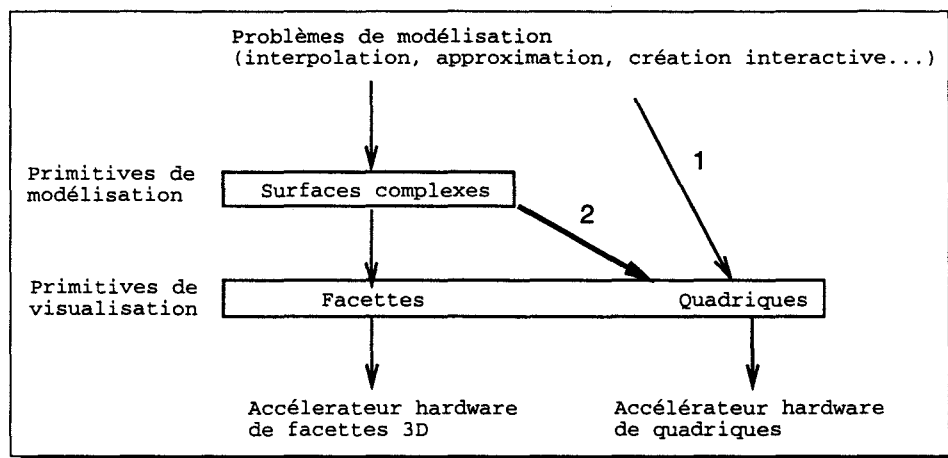 Problèmes de modélisation
(interpolation, approximation, création interactive...)
1
Primitives de
modélisation
Surfaces complexes
2
Primitives de
visualisation
Facettes
Quadriques
Accélerateur hardware
de facettes 3D
Accélérateur hardware
de quadriques